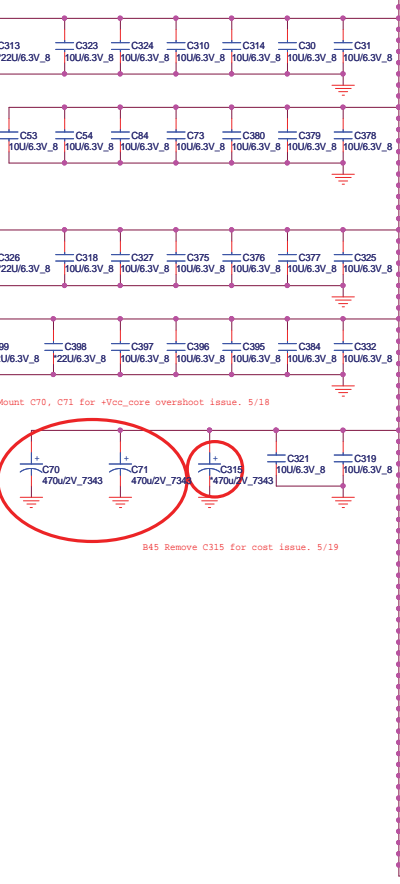 C313 C323 C324 C310 C314 C30 C31
*22U/6.3V_8 10U/6.3V_8 10U/6.3V_8 10U/6.3V_8 10U/6.3V_8 10U/6.3V_8 10U/6.3V_8
C53 C54 C84 C73 C380 C379 C378
10U/6.3V_8 10U/6.3V_8 10U/6.3V_8 10U/6.3V_8 10U/6.3V_8 10U/6.3V_8 10U/6.3V_8
C326 C318 C327 C375 C376 C377 C325
*22U/6.3V_8 10U/6.3V_8 10U/6.3V_8 10U/6.3V_8 10U/6.3V_8 10U/6.3V_8 10U/6.3V_8
99 C398 C397 C396 C395 C384 C332
U/6.3V_8 *22U/6.3V_8 10U/6.3V_8 10U/6.3V_8 10U/6.3V_8 10U/6.3V_8 10U/6.3V_8
Mount C70, C71 for +Vcc_core overshoot issue. 5/18
+ + +
C70 C71 C315 C321 C319
470u/2V_7343 470u/2V_7343 *470u/2V_7343 10U/6.3V_8 10U/6.3V_8
B45 Remove C315 for cost issue. 5/19